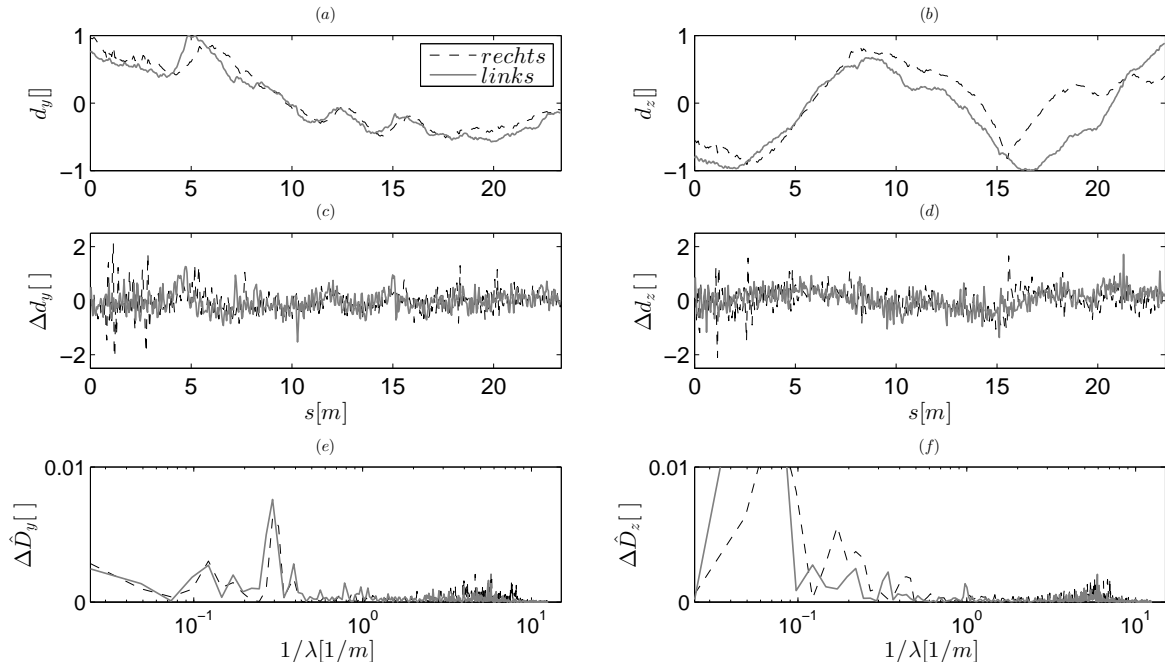 (a)
1
0
−1
d_y[]
0 5 10 15 20
rechts
links
(b)
1
0
−1
d_z[]
0 5 10 15 20
(c)
2
0
−2
Δd_y[ ]
0 5 10 15 20
s[m]
(d)
2
0
−2
Δd_z[ ]
0 5 10 15 20
s[m]
(e)
0.01
0
ΔD̂_y[ ]
10^−1 10^0 10^1
1/λ[1/m]
(f)
0.01
0
ΔD̂_z[ ]
10^−1 10^0 10^1
1/λ[1/m]